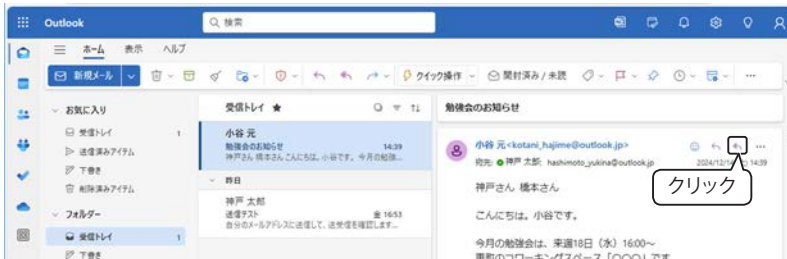 Outlook
検索
ホーム 表示 ヘルプ
新規メール クイック操作 開封済み / 未読
お気に入り
受信トレイ 1
送信済みアイテム
下書き
削除済みアイテム
フォルダー
受信トレイ 1
下書き
受信トレイ ★
小谷 元
勉強会のお知らせ 14:39
神戸さん 橋本さん こんにちは。小谷です。今月の勉強...
昨日
神戸 太郎
送信テスト 金 16:53
自分のメールアドレスに送信して、送受信を確認します...
勉強会のお知らせ
小谷 元<kotani_hajime@outlook.jp>
宛先: 神戸 太郎; hashimoto_yukina@outlook.jp 14:39
クリック
神戸さん 橋本さん
こんにちは。小谷です。
今月の勉強会は、来週18日（水）16:00～